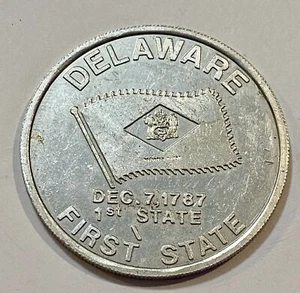 DELAWARE
DEC. 7, 1787
1st STATE
FIRST STATE